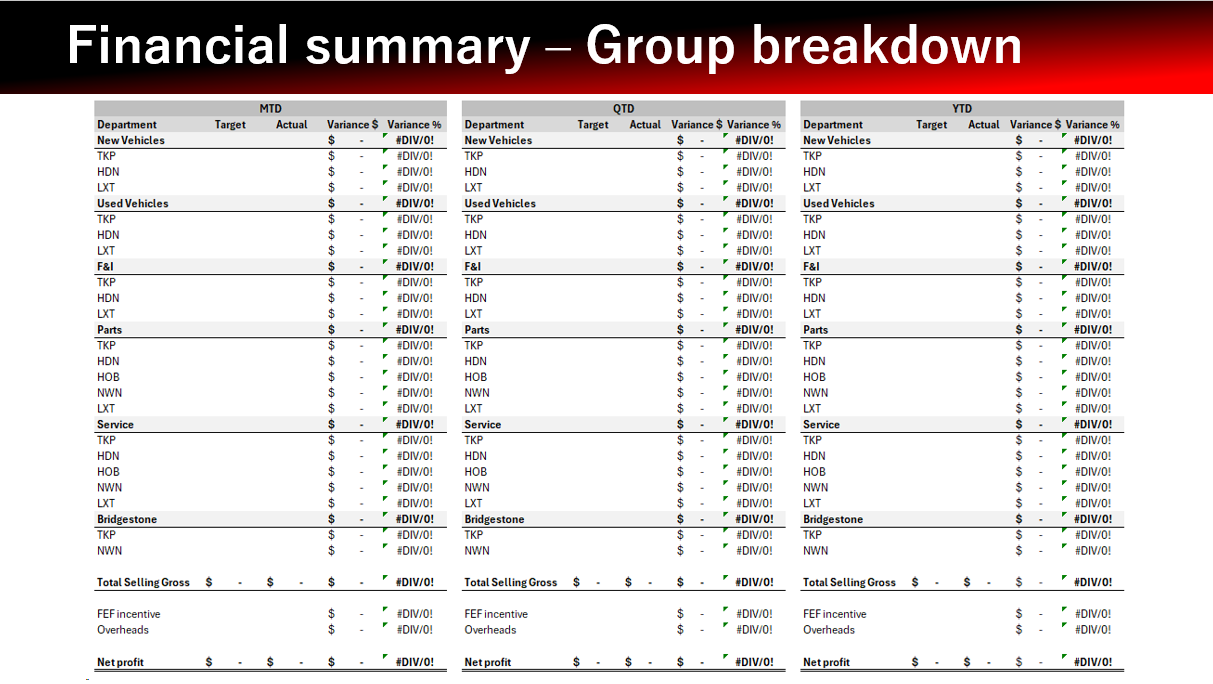 Financial summary – Group breakdown
MTD QTD YTD
Department Target Actual Variance $ Variance % Department Target Actual Variance $ Variance % Department Target Actual Variance $ Variance %
New Vehicles $ - #DIV/0! New Vehicles $ - #DIV/0! New Vehicles $ - #DIV/0!
TKP $ - #DIV/0! TKP $ - #DIV/0! TKP $ - #DIV/0!
HDN $ - #DIV/0! HDN $ - #DIV/0! HDN $ - #DIV/0!
LXT $ - #DIV/0! LXT $ - #DIV/0! LXT $ - #DIV/0!
Used Vehicles $ - #DIV/0! Used Vehicles $ - #DIV/0! Used Vehicles $ - #DIV/0!
TKP $ - #DIV/0! TKP $ - #DIV/0! TKP $ - #DIV/0!
HDN $ - #DIV/0! HDN $ - #DIV/0! HDN $ - #DIV/0!
LXT $ - #DIV/0! LXT $ - #DIV/0! LXT $ - #DIV/0!
F&I $ - #DIV/0! F&I $ - #DIV/0! F&I $ - #DIV/0!
TKP $ - #DIV/0! TKP $ - #DIV/0! TKP $ - #DIV/0!
HDN $ - #DIV/0! HDN $ - #DIV/0! HDN $ - #DIV/0!
LXT $ - #DIV/0! LXT $ - #DIV/0! LXT $ - #DIV/0!
Parts $ - #DIV/0! Parts $ - #DIV/0! Parts $ - #DIV/0!
TKP $ - #DIV/0! TKP $ - #DIV/0! TKP $ - #DIV/0!
HDN $ - #DIV/0! HDN $ - #DIV/0! HDN $ - #DIV/0!
HOB $ - #DIV/0! HOB $ - #DIV/0! HOB $ - #DIV/0!
NWN $ - #DIV/0! NWN $ - #DIV/0! NWN $ - #DIV/0!
LXT $ - #DIV/0! LXT $ - #DIV/0! LXT $ - #DIV/0!
Service $ - #DIV/0! Service $ - #DIV/0! Service $ - #DIV/0!
TKP $ - #DIV/0! TKP $ - #DIV/0! TKP $ - #DIV/0!
HDN $ - #DIV/0! HDN $ - #DIV/0! HDN $ - #DIV/0!
HOB $ - #DIV/0! HOB $ - #DIV/0! HOB $ - #DIV/0!
NWN $ - #DIV/0! NWN $ - #DIV/0! NWN $ - #DIV/0!
LXT $ - #DIV/0! LXT $ - #DIV/0! LXT $ - #DIV/0!
Bridgestone $ - #DIV/0! Bridgestone $ - #DIV/0! Bridgestone $ - #DIV/0!
TKP $ - #DIV/0! TKP $ - #DIV/0! TKP $ - #DIV/0!
NWN $ - #DIV/0! NWN $ - #DIV/0! NWN $ - #DIV/0!
Total Selling Gross $ - $ - $ - #DIV/0! Total Selling Gross $ - $ - $ - #DIV/0! Total Selling Gross $ - $ - $ - #DIV/0!
FEF incentive $ - #DIV/0! FEF incentive $ - #DIV/0! FEF incentive $ - #DIV/0!
Overheads $ - #DIV/0! Overheads $ - #DIV/0! Overheads $ - #DIV/0!
Net profit $ - $ - $ - #DIV/0! Net profit $ - $ - $ - #DIV/0! Net profit $ - $ - $ - #DIV/0!